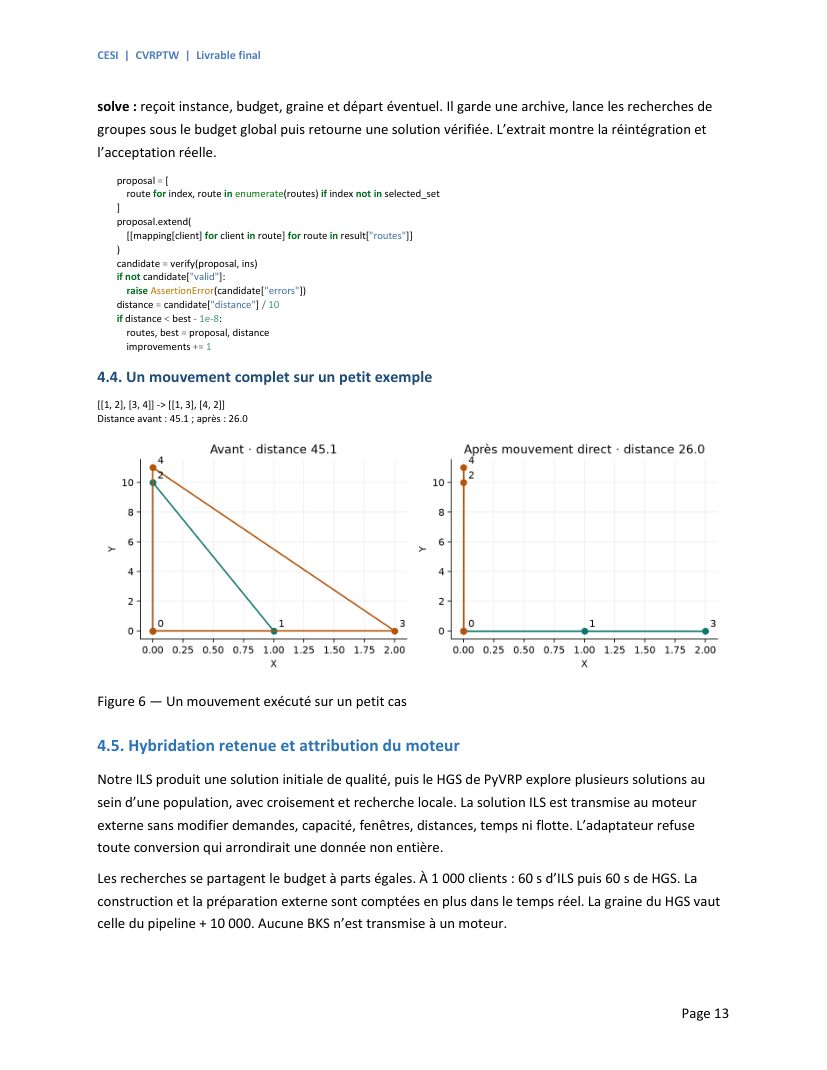 CESI | CVRPTW | Livrable final
solve : reçoit instance, budget, graine et départ éventuel. Il garde une archive, lance les recherches de
groupes sous le budget global puis retourne une solution vérifiée. L’extrait montre la réintégration et
l’acceptation réelle.
proposal = [
    route for index, route in enumerate(routes) if index not in selected_set
]
proposal.extend(
    [[mapping[client] for client in route] for route in result["routes"]]
)
candidate = verify(proposal, ins)
if not candidate["valid"]:
    raise AssertionError(candidate["errors"])
distance = candidate["distance"] / 10
if distance < best - 1e-8:
    routes, best = proposal, distance
    improvements += 1
4.4. Un mouvement complet sur un petit exemple
[[1, 2], [3, 4]] -> [[1, 3], [4, 2]]
Distance avant : 45.1 ; après : 26.0
Avant · distance 45.1
4
2
10
8
6
4
2
0
Y
0
1
3
0.00 0.25 0.50 0.75 1.00 1.25 1.50 1.75 2.00
X
Après mouvement direct · distance 26.0
4
2
10
8
6
4
2
0
Y
0
1
3
0.00 0.25 0.50 0.75 1.00 1.25 1.50 1.75 2.00
X
Figure 6 — Un mouvement exécuté sur un petit cas
4.5. Hybridation retenue et attribution du moteur
Notre ILS produit une solution initiale de qualité, puis le HGS de PyVRP explore plusieurs solutions au
sein d’une population, avec croisement et recherche locale. La solution ILS est transmise au moteur
externe sans modifier demandes, capacité, fenêtres, distances, temps ni flotte. L’adaptateur refuse
toute conversion qui arrondirait une donnée non entière.
Les recherches se partagent le budget à parts égales. À 1 000 clients : 60 s d’ILS puis 60 s de HGS. La
construction et la préparation externe sont comptées en plus dans le temps réel. La graine du HGS vaut
celle du pipeline + 10 000. Aucune BKS n’est transmise à un moteur.
Page 13